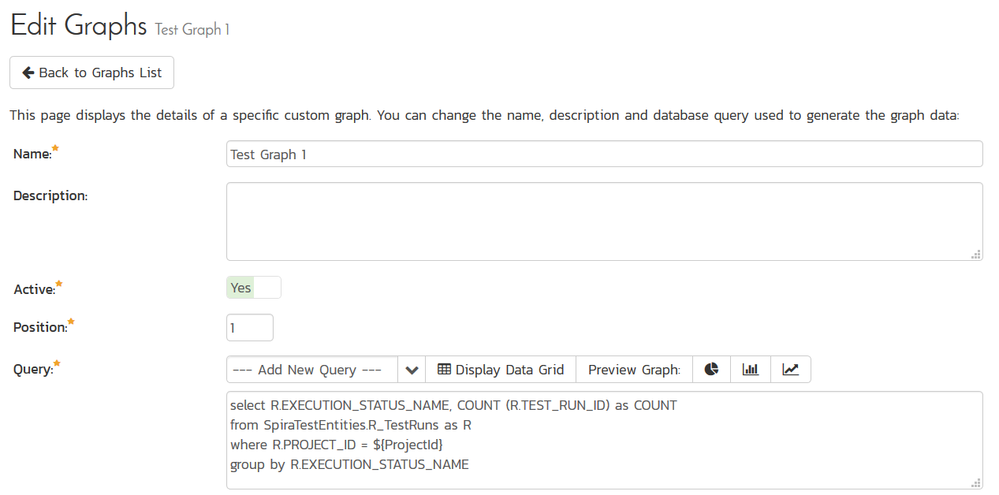 Edit Graphs Test Graph 1
Back to Graphs List
This page displays the details of a specific custom graph. You can change the name, description and database query used to generate the graph data:
Name:
Test Graph 1
Description:
Active:
Yes
Position:
1
Query:
--- Add New Query --- Display Data Grid Preview Graph:
select R.EXECUTION_STATUS_NAME, COUNT (R.TEST_RUN_ID) as COUNT
from SpiraTestEntities.R_TestRuns as R
where R.PROJECT_ID = ${ProjectId}
group by R.EXECUTION_STATUS_NAME